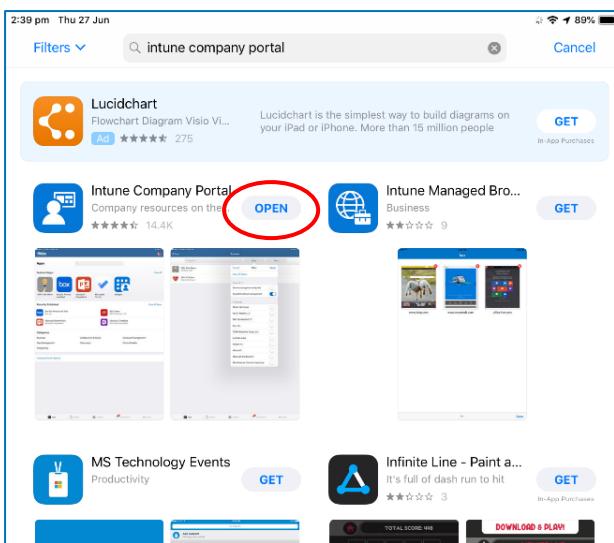 2:39 pm Thu 27 Jun
89%
Filters
intune company portal
Cancel
Lucidchart
Flowchart Diagram Visio Vi...
Ad
275
Lucidchart is the simplest way to build diagrams on
your iPad or iPhone. More than 15 million people
GET
In-App Purchases
Intune Company Portal
Company resources on the...
14.4K
OPEN
Intune Managed Bro...
Business
9
GET
box
MS Technology Events
Productivity
GET
Infinite Line - Paint a...
It's full of dash run to hit
3
GET
In-App Purchases
TOTAL SCORE: 448
DOWNLOAD & PLAY!